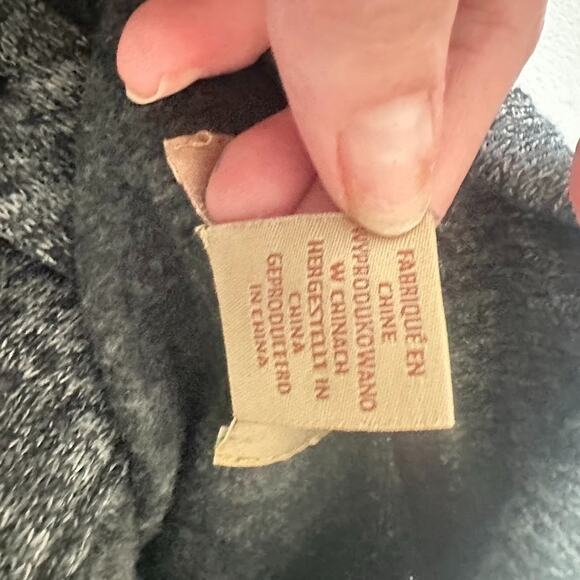 FABRIQUÉ EN
CHINE
WYPRODUKOWANO
W CHINACH
HERGESTELLT IN
CHINA
GEPRODUCEERD
IN CHINA